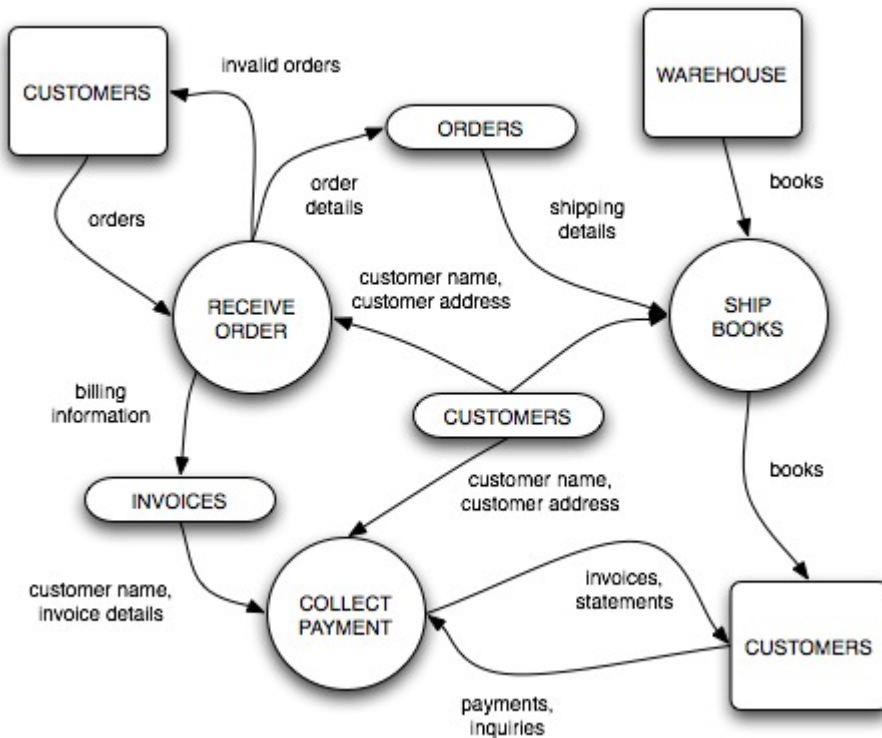 CUSTOMERS
invalid orders
WAREHOUSE
ORDERS
order
details
orders
shipping
details
books
customer name,
customer address
RECEIVE
ORDER
SHIP
BOOKS
billing
information
CUSTOMERS
customer name,
customer address
books
INVOICES
customer name,
invoice details
COLLECT
PAYMENT
invoices,
statements
CUSTOMERS
payments,
inquiries